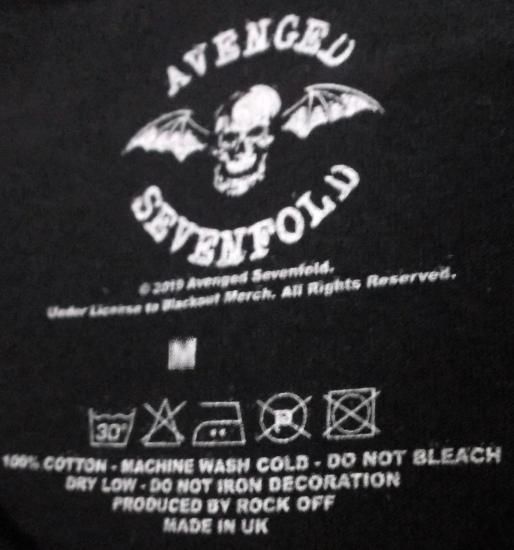 AVENGED
SEVENFOLD
© 2019 Avenged Sevenfold.
Under License to Blackout Merch. All Rights Reserved.
M
30°
P
100% COTTON - MACHINE WASH COLD - DO NOT BLEACH
DRY LOW - DO NOT IRON DECORATION
PRODUCED BY ROCK OFF
MADE IN UK